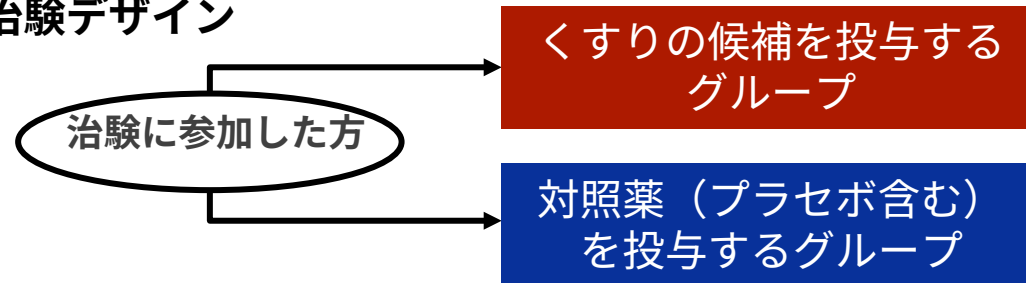 治験デザイン
くすりの候補を投与する
グループ
治験に参加した方
対照薬（プラセボ含む）
を投与するグループ